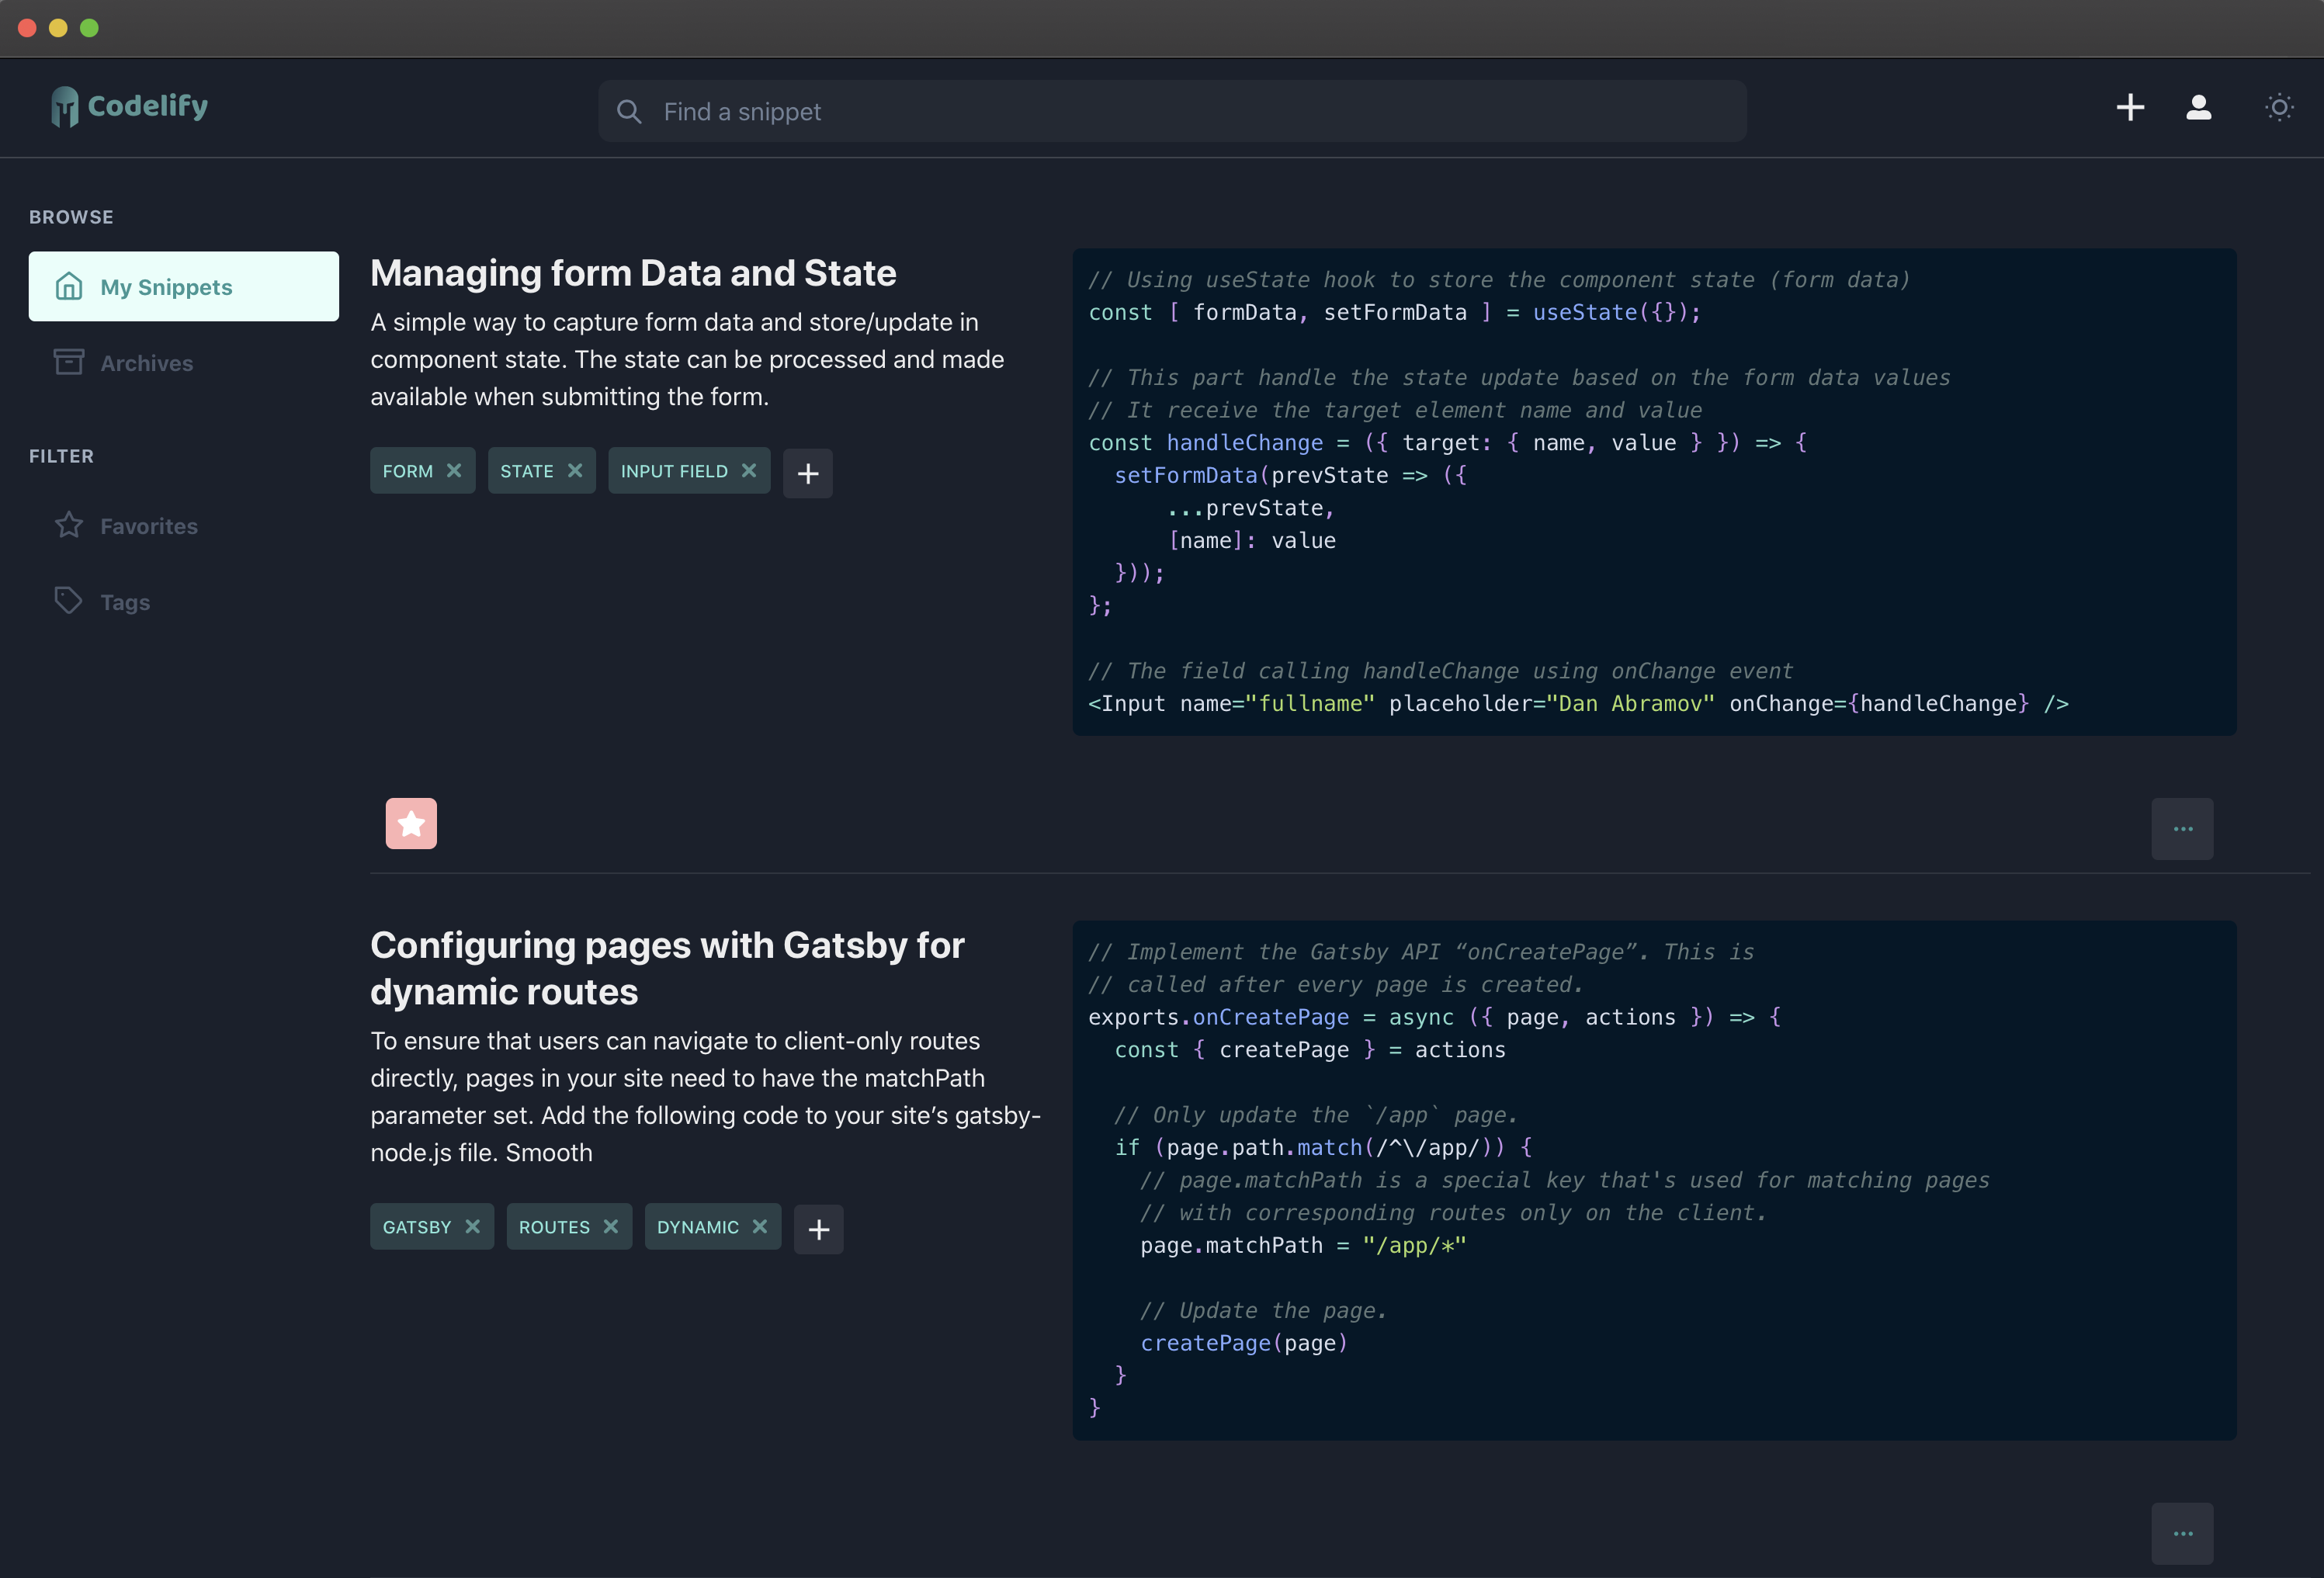 Codelify
Find a snippet
BROWSE
My Snippets
Archives
FILTER
Favorites
Tags
Managing form Data and State
A simple way to capture form data and store/update in
component state. The state can be processed and made
available when submitting the form.
FORM
STATE
INPUT FIELD
// Using useState hook to store the component state (form data)
const [ formData, setFormData ] = useState({});
// This part handle the state update based on the form data values
// It receive the target element name and value
const handleChange = ({ target: { name, value } }) => {
  setFormData(prevState => ({
      ...prevState,
      [name]: value
  }));
};
// The field calling handleChange using onChange event
<Input name="fullname" placeholder="Dan Abramov" onChange={handleChange} />
Configuring pages with Gatsby for
dynamic routes
To ensure that users can navigate to client-only routes
directly, pages in your site need to have the matchPath
parameter set. Add the following code to your site’s gatsby-
node.js file. Smooth
GATSBY
ROUTES
DYNAMIC
// Implement the Gatsby API “onCreatePage”. This is
// called after every page is created.
exports.onCreatePage = async ({ page, actions }) => {
  const { createPage } = actions
  // Only update the `/app` page.
  if (page.path.match(/^\/app/)) {
    // page.matchPath is a special key that's used for matching pages
    // with corresponding routes only on the client.
    page.matchPath = "/app/*"
    // Update the page.
    createPage(page)
  }
}